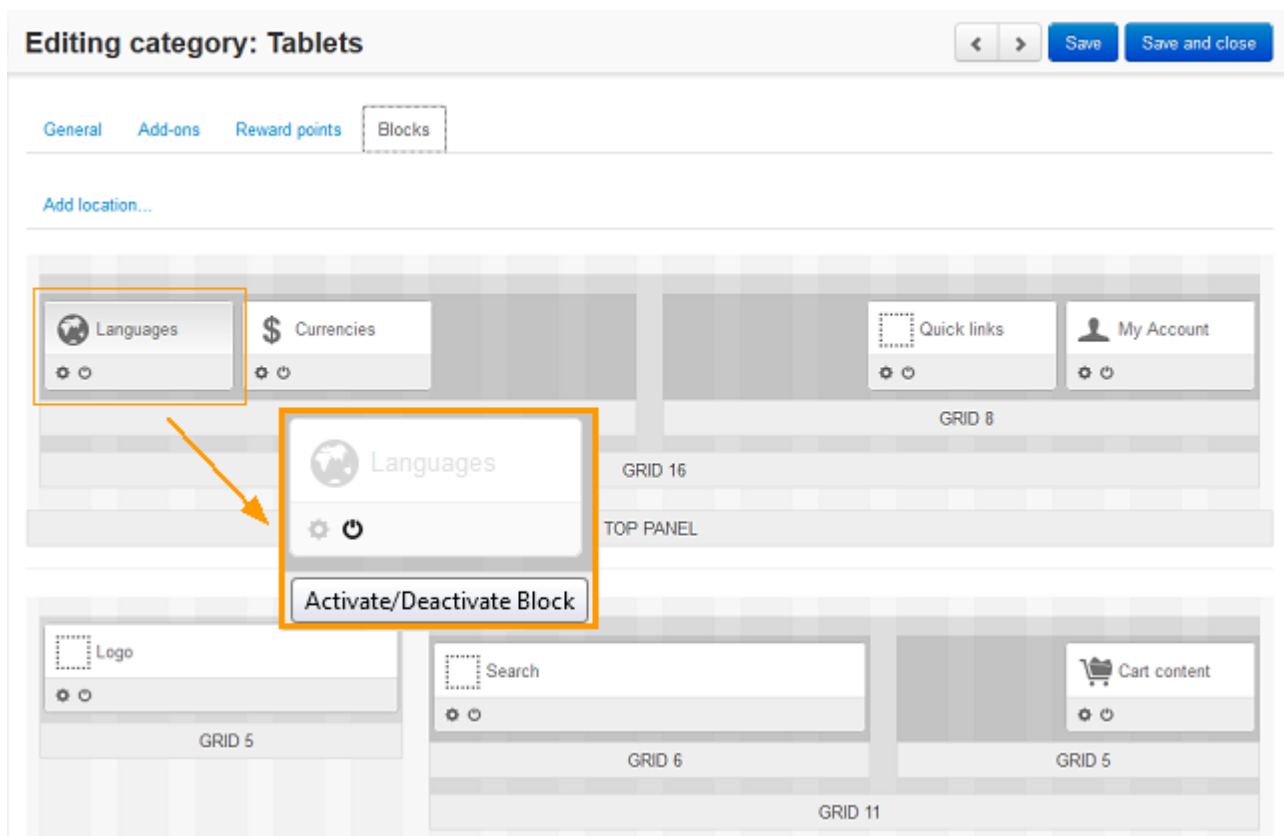 Editing category: Tablets
Save
Save and close
General
Add-ons
Reward points
Blocks
Add location...
Languages
$ Currencies
Quick links
My Account
GRID 8
GRID 16
TOP PANEL
Languages
Activate/Deactivate Block
Logo
Search
Cart content
GRID 5
GRID 6
GRID 5
GRID 11